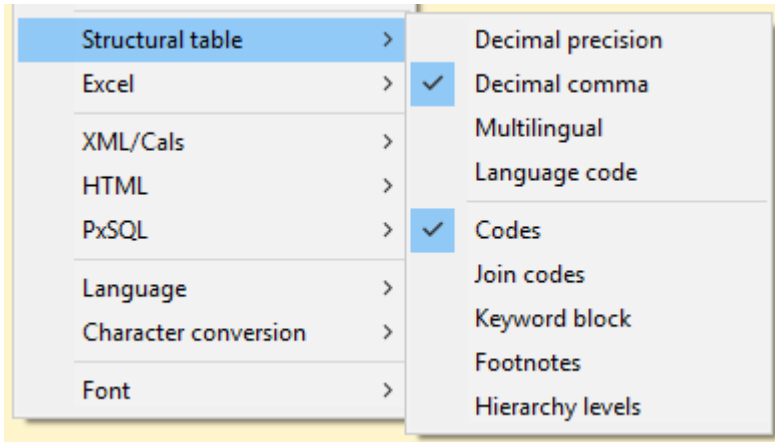 Structural table
Excel
XML/Cals
HTML
PxSQL
Language
Character conversion
Font
Decimal precision
Decimal comma
Multilingual
Language code
Codes
Join codes
Keyword block
Footnotes
Hierarchy levels